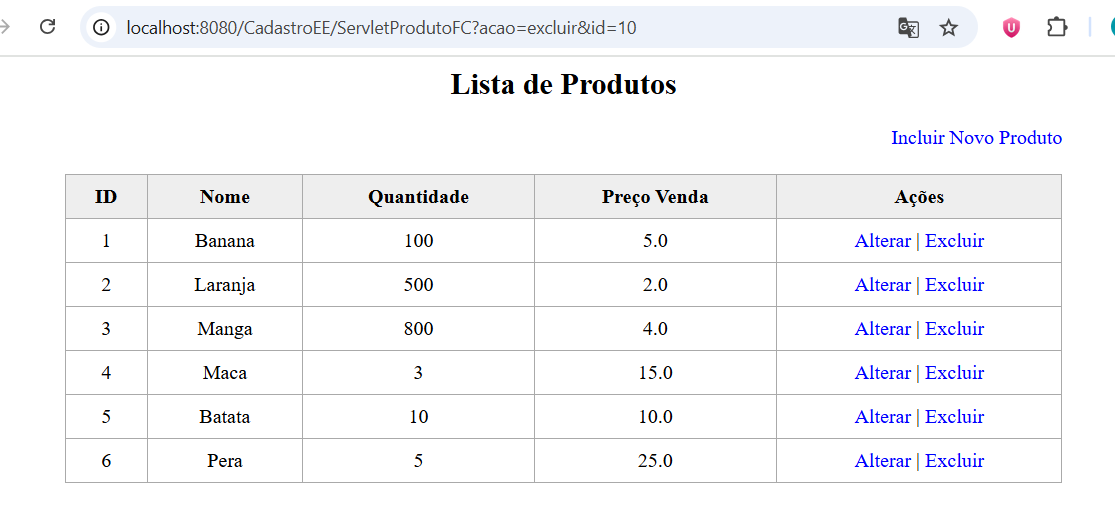 localhost:8080/CadastroEE/ServletProdutoFC?acao=excluir&id=10
Lista de Produtos
Incluir Novo Produto
ID Nome Quantidade Preço Venda Ações
1 Banana 100 5.0 Alterar | Excluir
2 Laranja 500 2.0 Alterar | Excluir
3 Manga 800 4.0 Alterar | Excluir
4 Maca 3 15.0 Alterar | Excluir
5 Batata 10 10.0 Alterar | Excluir
6 Pera 5 25.0 Alterar | Excluir